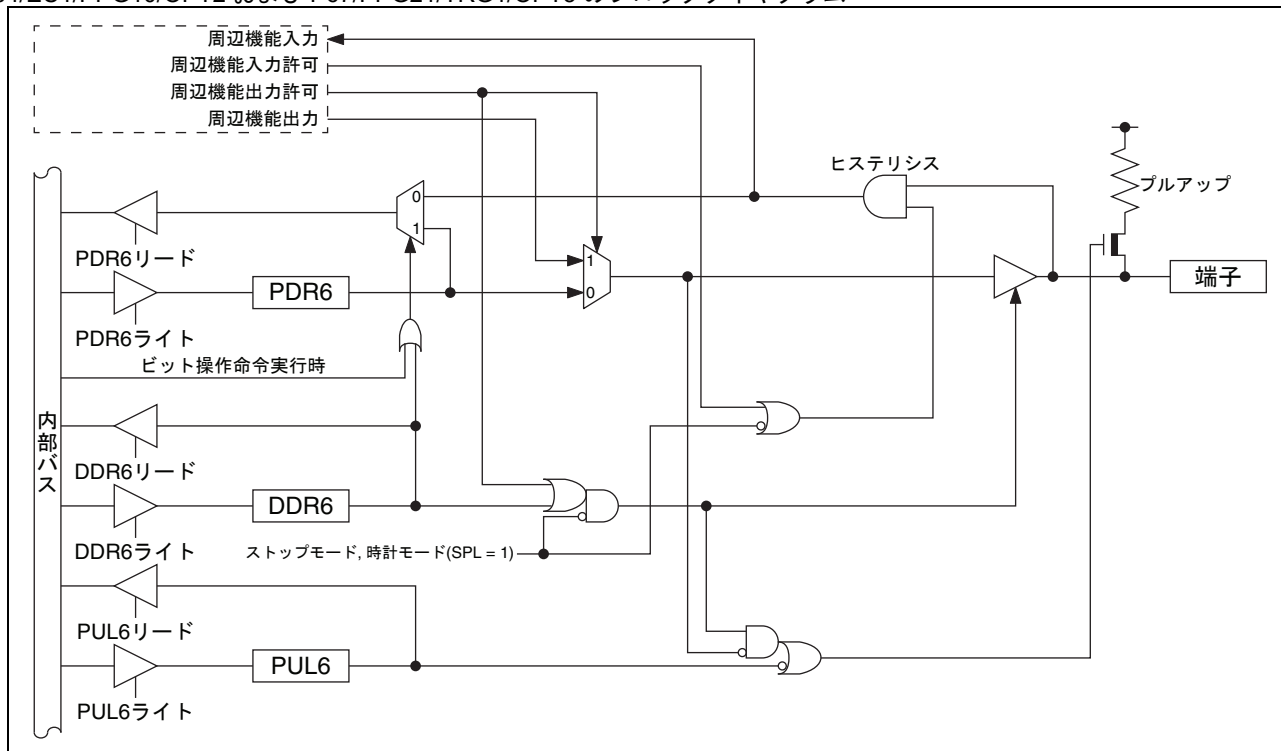 周辺機能入力
周辺機能入力許可
周辺機能出力許可
周辺機能出力
ヒステリシス
プルアップ
0
1
PDR6リード
1
0
端子
PDR6
PDR6ライト
ビット操作命令実行時
内部バス
DDR6リード
DDR6
DDR6ライト
ストップモード, 時計モード(SPL = 1)
PUL6リード
PUL6
PUL6ライト